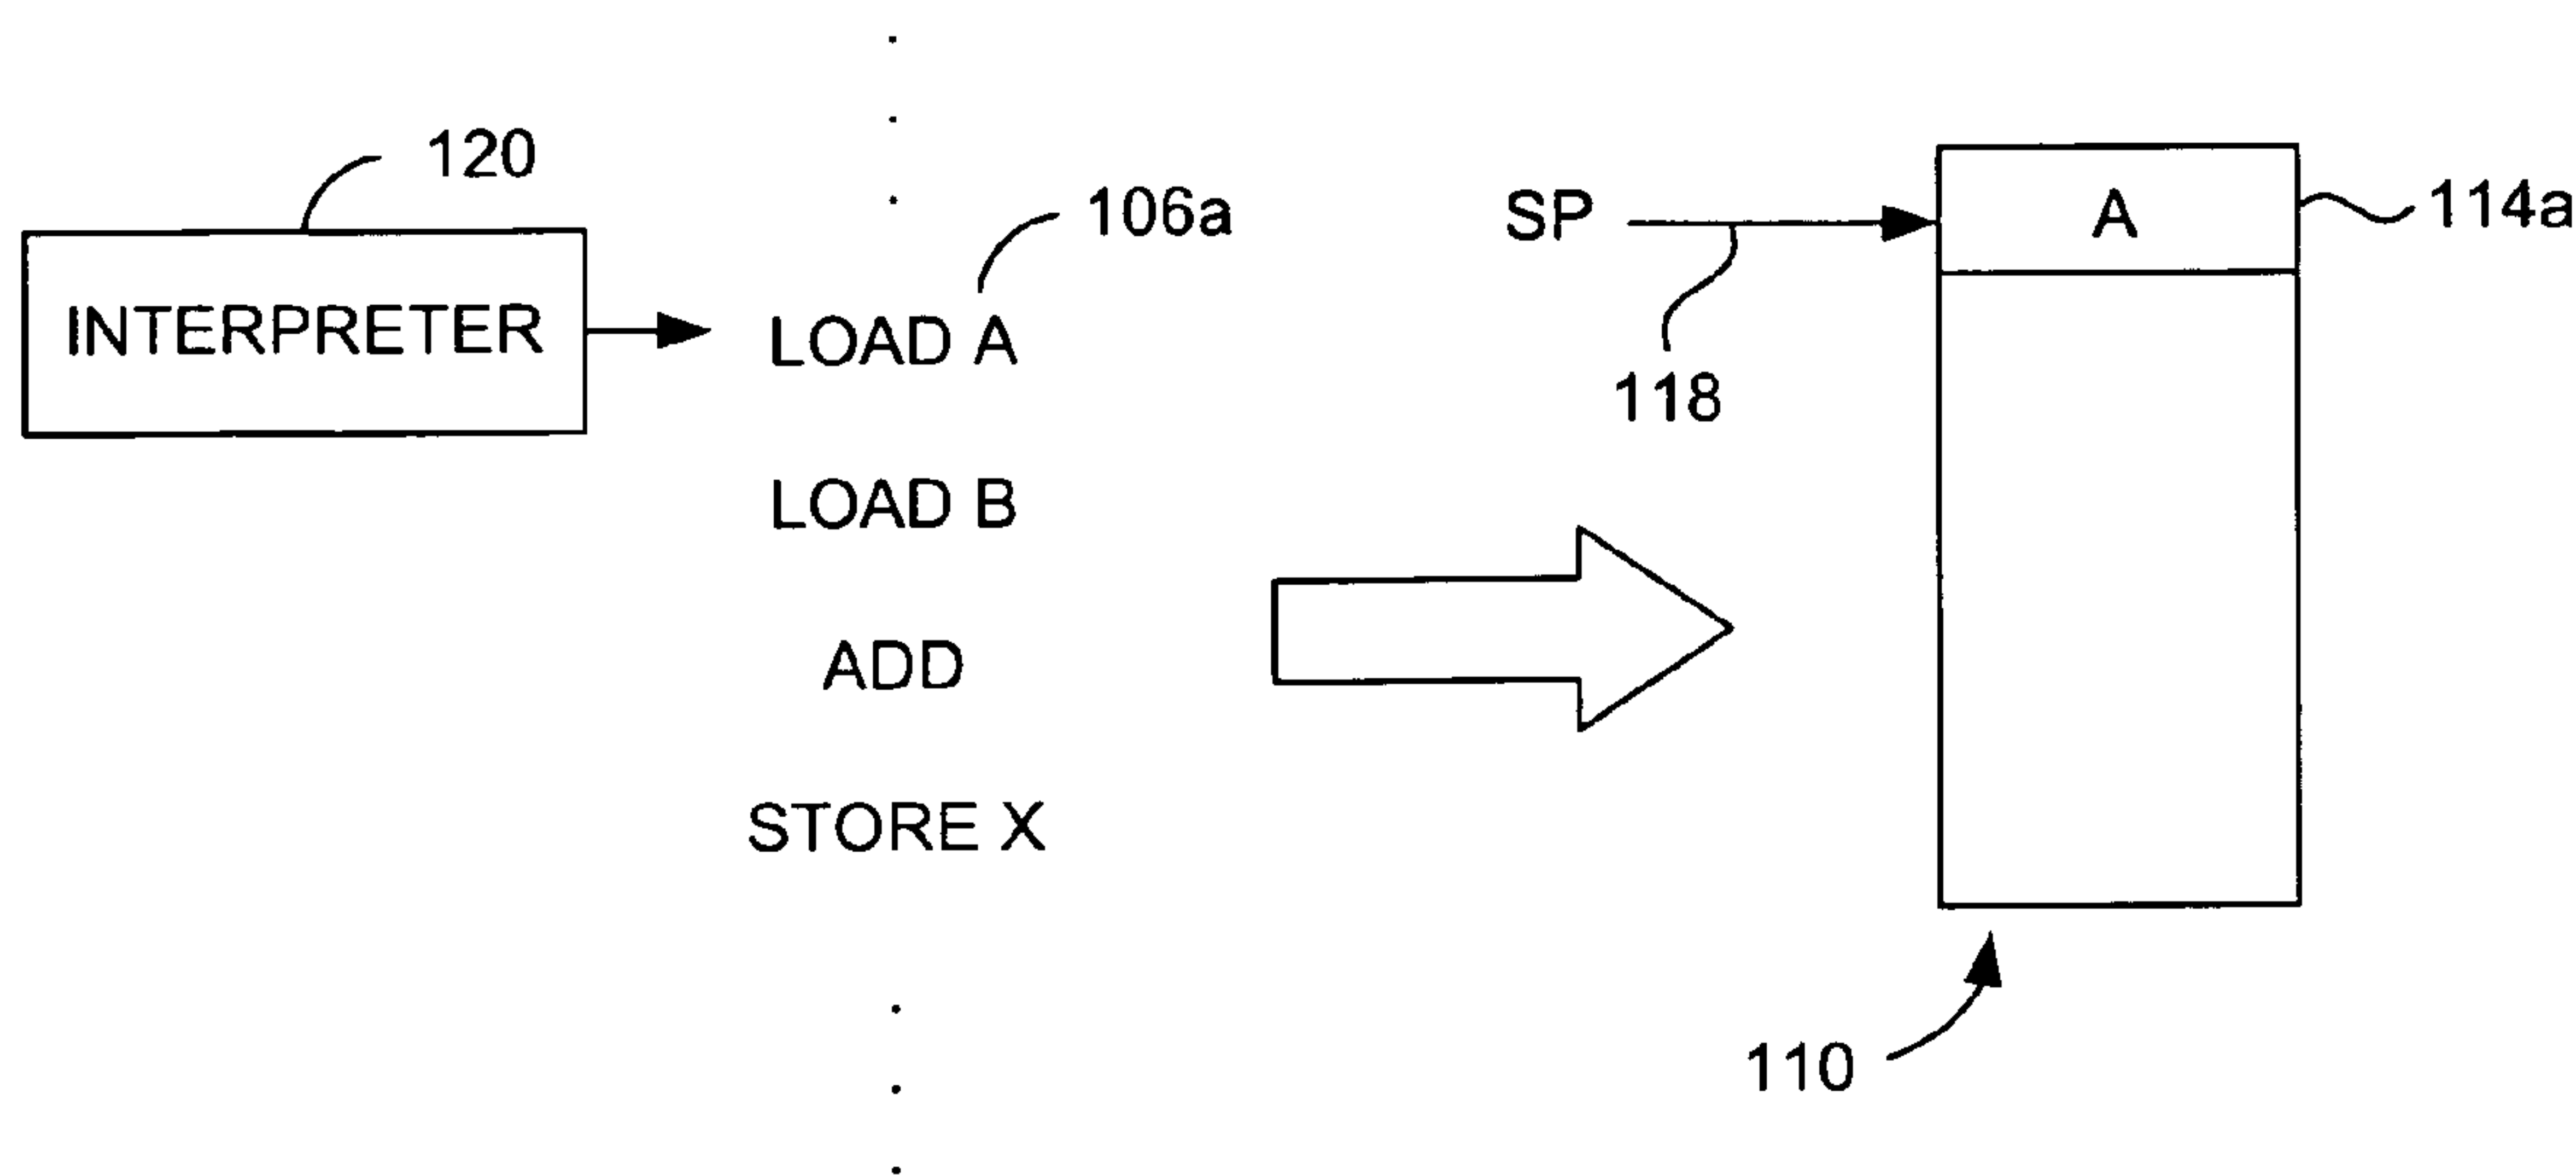 120
106a
INTERPRETER
LOAD A
LOAD B
ADD
STORE X
SP
118
A
114a
110